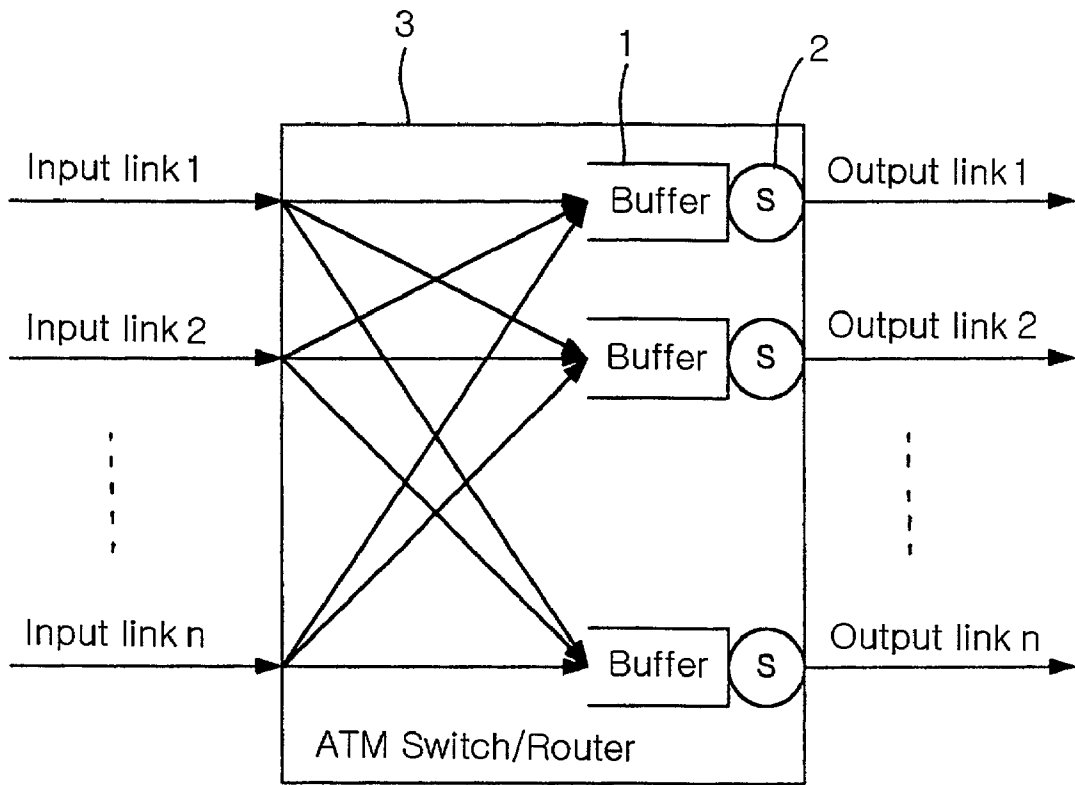 3
1
2
Input link 1
Buffer
S
Output link 1
Input link 2
Buffer
S
Output link 2
Input link n
Buffer
S
Output link n
ATM Switch/Router